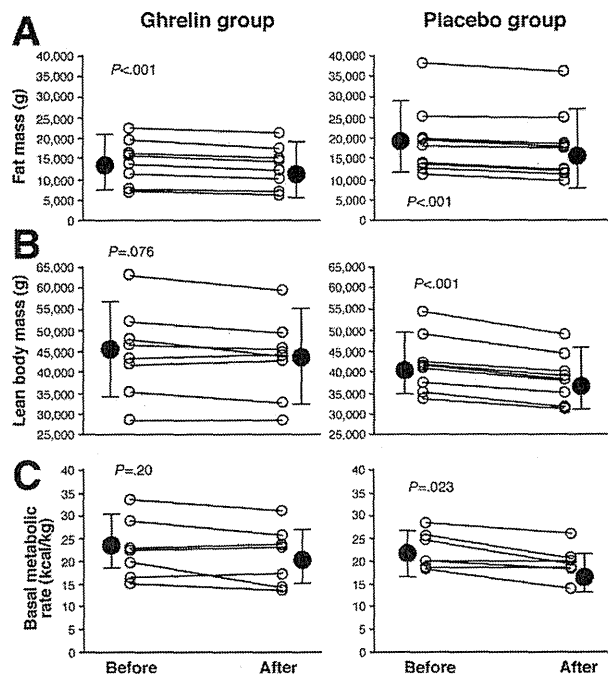 Ghrelin group
Placebo group
A
Fat mass (g)
40,000
35,000
30,000
25,000
20,000
15,000
10,000
5,000
0
P<.001
40,000
35,000
30,000
25,000
20,000
15,000
10,000
5,000
0
P<.001
B
Lean body mass (g)
65,000
60,000
55,000
50,000
45,000
40,000
35,000
30,000
25,000
P=.076
65,000
60,000
55,000
50,000
45,000
40,000
35,000
30,000
25,000
P<.001
C
Basal metabolic
rate (kcal/kg)
40
35
30
25
20
15
10
5
0
P=.20
40
35
30
25
20
15
10
5
0
P=.023
Before
After
Before
After